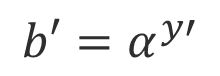 b′ = α^{y′}